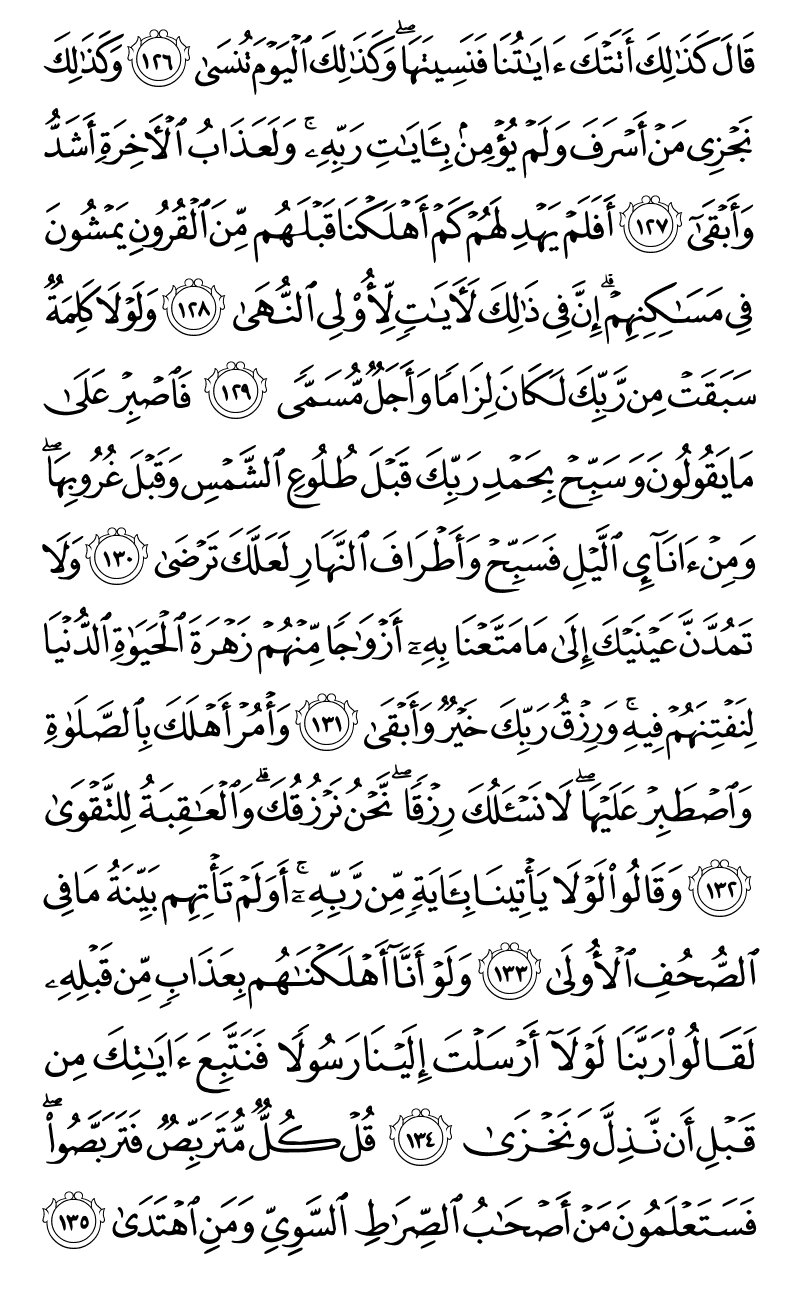 قَالَ كَذَٰلِكَ أَتَتْكَ ءَايَـٰتُنَا فَنَسِيتَهَا ۖ وَكَذَٰلِكَ ٱلْيَوْمَ تُنسَىٰ ١٢٦ وَكَذَٰلِكَ
نَجْزِى مَنْ أَسْرَفَ وَلَمْ يُؤْمِنۢ بِـَٔايَـٰتِ رَبِّهِۦ ۚ وَلَعَذَابُ ٱلْـَٔاخِرَةِ أَشَدُّ
وَأَبْقَىٰٓ ١٢٧ أَفَلَمْ يَهْدِ لَهُمْ كَمْ أَهْلَكْنَا قَبْلَهُم مِّنَ ٱلْقُرُونِ يَمْشُونَ
فِى مَسَـٰكِنِهِمْ ۗ إِنَّ فِى ذَٰلِكَ لَـَٔايَـٰتٍ لِّأُو۟لِى ٱلنُّهَىٰ ١٢٨ وَلَوْلَا كَلِمَةٌ
سَبَقَتْ مِن رَّبِّكَ لَكَانَ لِزَامًا وَأَجَلٌ مُّسَمًّى ١٢٩ فَٱصْبِرْ عَلَىٰ
مَا يَقُولُونَ وَسَبِّحْ بِحَمْدِ رَبِّكَ قَبْلَ طُلُوعِ ٱلشَّمْسِ وَقَبْلَ غُرُوبِهَا ۖ
وَمِنْ ءَانَآئِ ٱلَّيْلِ فَسَبِّحْ وَأَطْرَافَ ٱلنَّهَارِ لَعَلَّكَ تَرْضَىٰ ١٣٠ وَلَا
تَمُدَّنَّ عَيْنَيْكَ إِلَىٰ مَا مَتَّعْنَا بِهِۦٓ أَزْوَٰجًا مِّنْهُمْ زَهْرَةَ ٱلْحَيَوٰةِ ٱلدُّنْيَا
لِنَفْتِنَهُمْ فِيهِ ۚ وَرِزْقُ رَبِّكَ خَيْرٌ وَأَبْقَىٰ ١٣١ وَأْمُرْ أَهْلَكَ بِٱلصَّلَوٰةِ
وَٱصْطَبِرْ عَلَيْهَا ۖ لَا نَسْـَٔلُكَ رِزْقًا ۖ نَّحْنُ نَرْزُقُكَ ۗ وَٱلْعَـٰقِبَةُ لِلتَّقْوَىٰ
١٣٢ وَقَالُوا۟ لَوْلَا يَأْتِينَا بِـَٔايَةٍ مِّن رَّبِّهِۦٓ ۚ أَوَلَمْ تَأْتِهِم بَيِّنَةُ مَا فِى
ٱلصُّحُفِ ٱلْأُولَىٰ ١٣٣ وَلَوْ أَنَّآ أَهْلَكْنَـٰهُم بِعَذَابٍ مِّن قَبْلِهِۦ
لَقَالُوا۟ رَبَّنَا لَوْلَآ أَرْسَلْتَ إِلَيْنَا رَسُولًا فَنَتَّبِعَ ءَايَـٰتِكَ مِن
قَبْلِ أَن نَّذِلَّ وَنَخْزَىٰ ١٣٤ قُلْ كُلٌّ مُّتَرَبِّصٌ فَتَرَبَّصُوا۟ ۖ
فَسَتَعْلَمُونَ مَنْ أَصْحَـٰبُ ٱلصِّرَٰطِ ٱلسَّوِىِّ وَمَنِ ٱهْتَدَىٰ ١٣٥